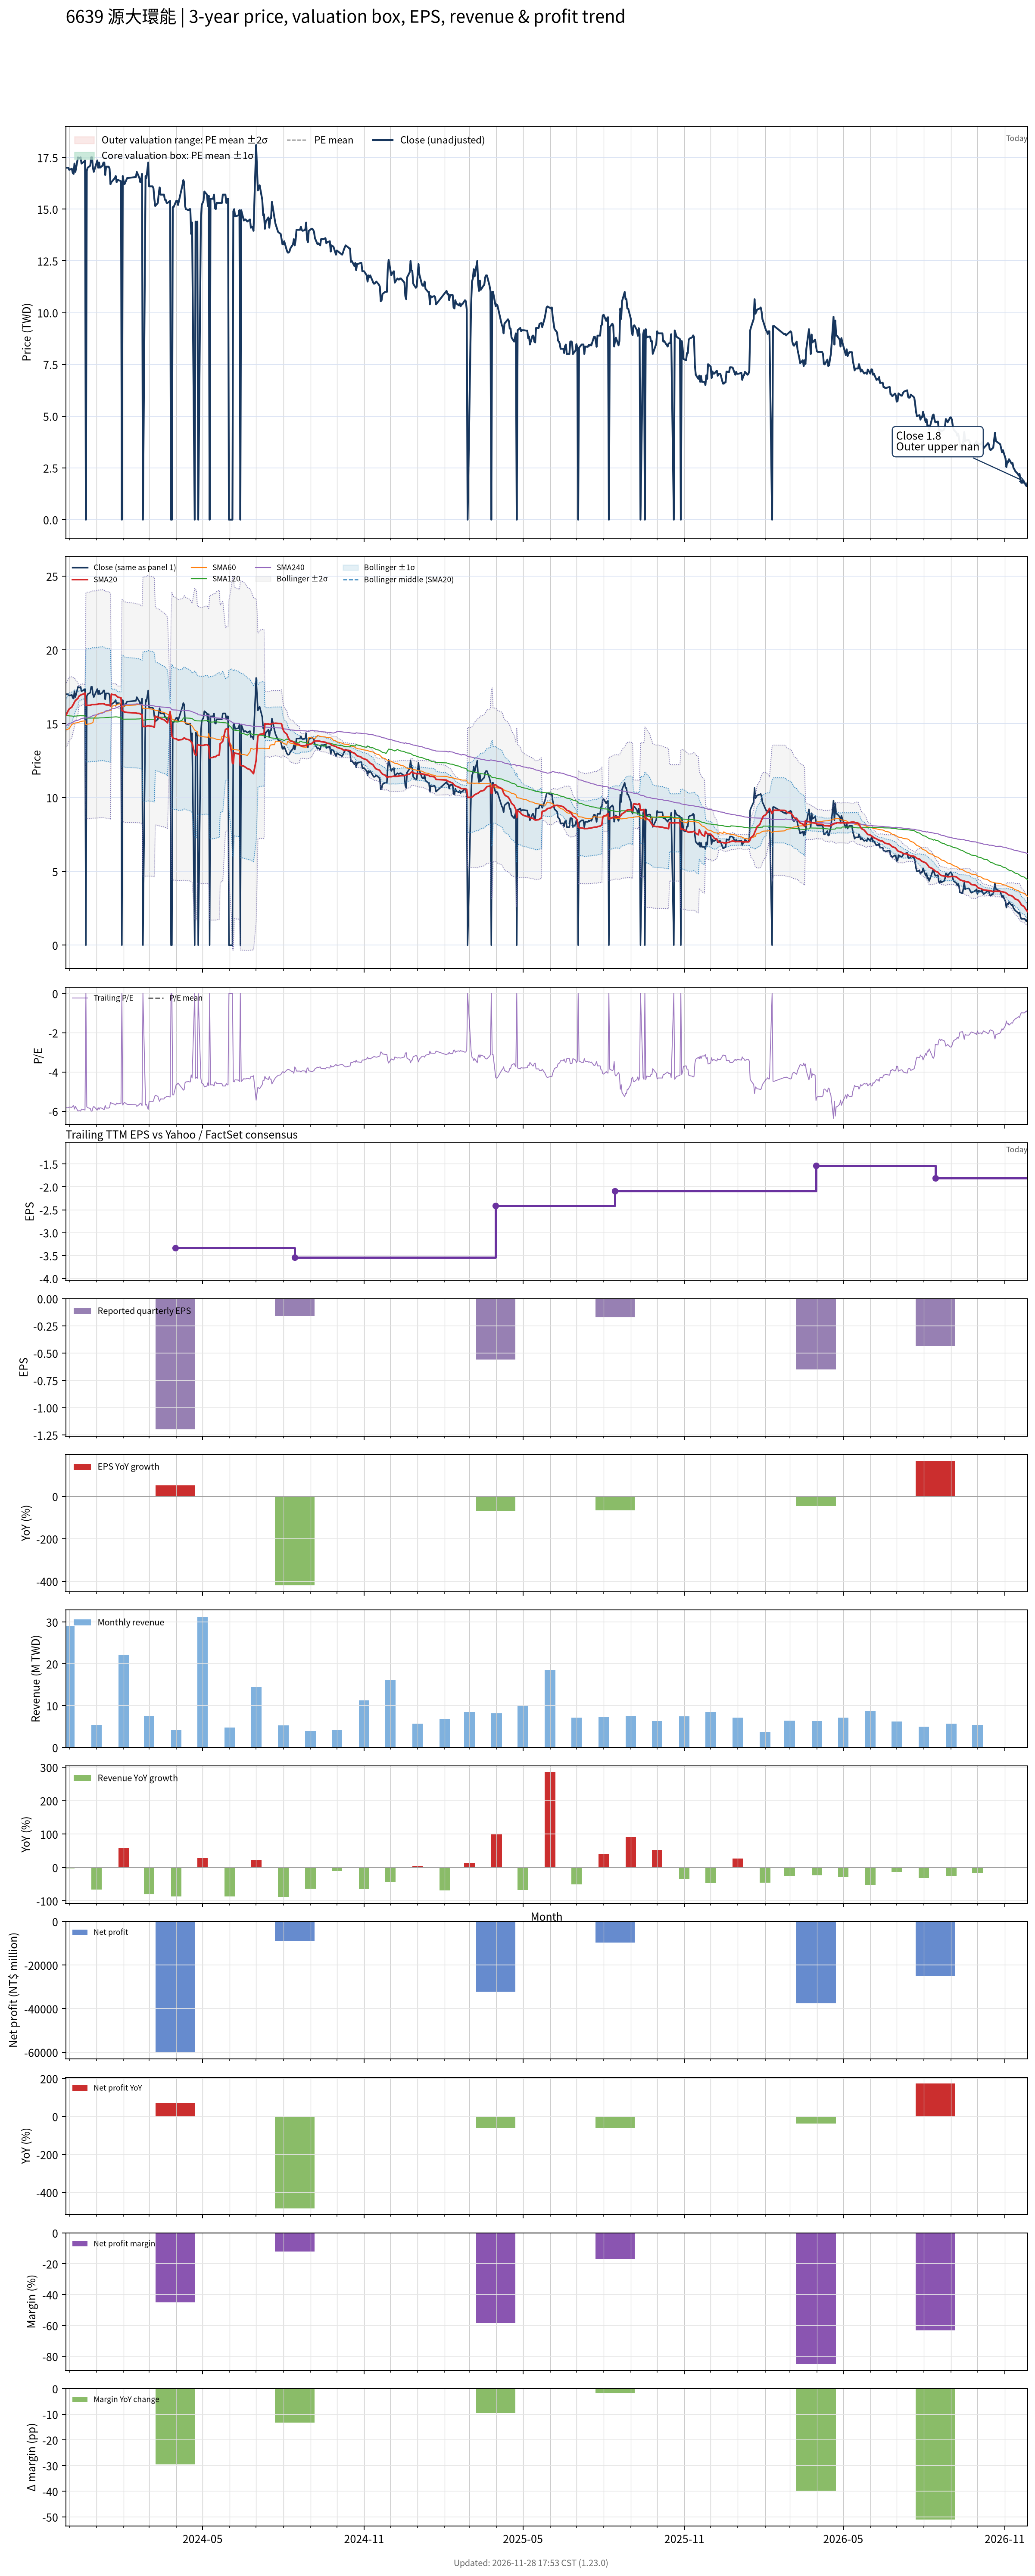 6639 源大環能 | 3-year price, valuation box, EPS, revenue & profit trend
Outer valuation range: PE mean ±2σ
Core valuation box: PE mean ±1σ
PE mean
Close (unadjusted)
Today
17.5
15.0
12.5
10.0
7.5
5.0
2.5
0.0
Price (TWD)
Close 1.8
Outer upper nan
Close (same as panel 1)
SMA20
SMA60
SMA120
SMA240
Bollinger ±2σ
Bollinger ±1σ
Bollinger middle (SMA20)
25
20
15
10
5
0
Price
Trailing P/E
P/E mean
0
-2
-4
-6
P/E
Trailing TTM EPS vs Yahoo / FactSet consensus
Today
-1.5
-2.0
-2.5
-3.0
-3.5
-4.0
EPS
Reported quarterly EPS
0.00
-0.25
-0.50
-0.75
-1.00
-1.25
EPS
EPS YoY growth
0
-200
-400
YoY (%)
Monthly revenue
30
20
10
0
Revenue (M TWD)
Revenue YoY growth
300
200
100
0
-100
YoY (%)
Month
Net profit
0
-20000
-40000
-60000
Net profit (NT$ million)
Net profit YoY
200
0
-200
-400
YoY (%)
Net profit margin
0
-20
-40
-60
-80
Margin (%)
Margin YoY change
0
-10
-20
-30
-40
-50
Δ margin (pp)
2024-05
2024-11
2025-05
2025-11
2026-05
2026-11
Updated: 2026-11-28 17:53 CST (1.23.0)